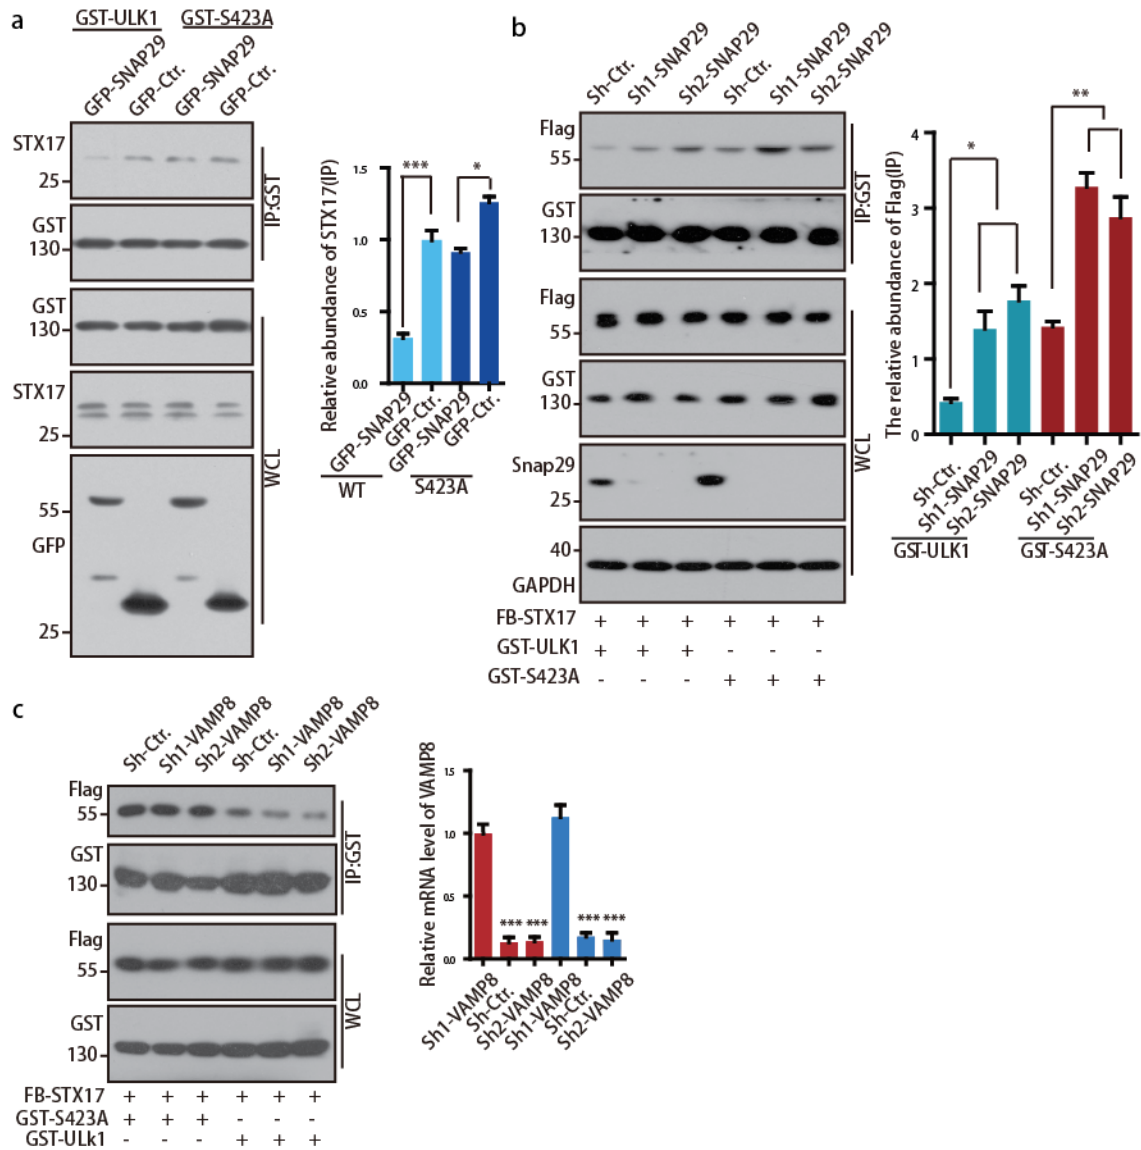 a
GST-ULK1 GST-S423A
GFP-SNAP29 GFP-Ctr. GFP-SNAP29 GFP-Ctr.
STX17
25
IP:GST
GST
130
GST
130
STX17
25
WCL
55
GFP
25
Relative abundance of STX17(IP)
1.5
1.0
0.5
0.0
*** *
GFP-SNAP29 GFP-Ctr. GFP-SNAP29 GFP-Ctr.
WT S423A
b
Sh-Ctr. Sh1-SNAP29 Sh2-SNAP29 Sh-Ctr. Sh1-SNAP29 Sh2-SNAP29
Flag
55
IP:GST
GST
130
Flag
55
GST
130
WCL
Snap29
25
40
GAPDH
FB-STX17 + + + + + +
GST-ULK1 + + + - - -
GST-S423A - - - + + +
The relative abundance of Flag(IP)
4
3
2
1
0
* **
Sh-Ctr. Sh1-SNAP29 Sh2-SNAP29 Sh-Ctr. Sh1-SNAP29 Sh2-SNAP29
GST-ULK1 GST-S423A
c
Sh-Ctr. Sh1-VAMP8 Sh2-VAMP8 Sh-Ctr. Sh1-VAMP8 Sh2-VAMP8
Flag
55
IP:GST
GST
130
Flag
55
WCL
GST
130
FB-STX17 + + + + + +
GST-S423A + + + - - -
GST-ULk1 - - - + + +
Relative mRNA level of VAMP8
1.5
1.0
0.5
0.0
*** *** *** ***
Sh1-VAMP8 Sh-Ctr. Sh2-VAMP8 Sh1-VAMP8 Sh-Ctr. Sh2-VAMP8